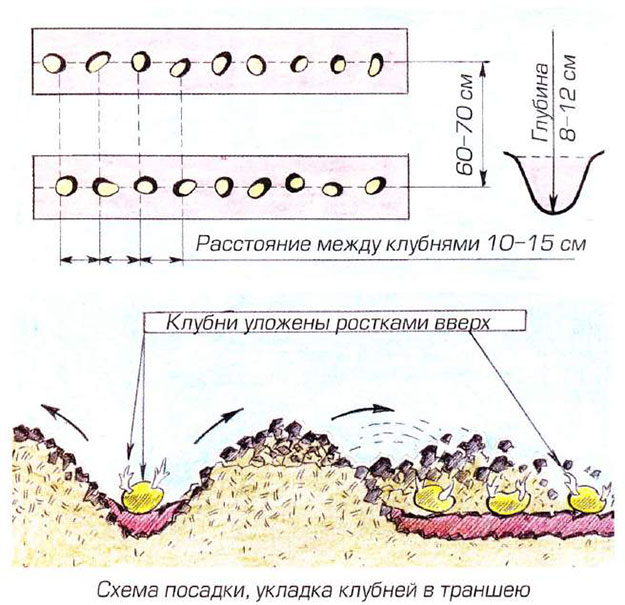 60–70 см
Глубина
8–12 см
Расстояние между клубнями 10–15 см
Клубни уложены ростками вверх
Схема посадки, укладка клубней в траншею